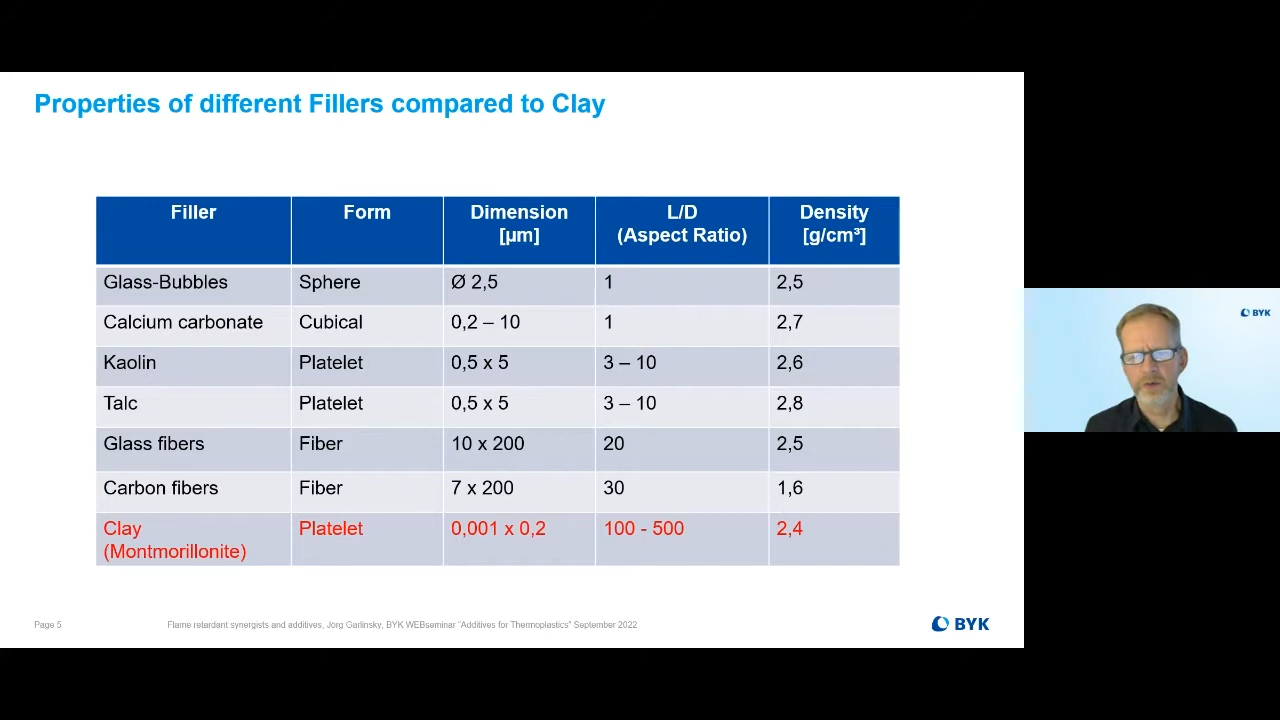 Properties of different Fillers compared to Clay
Filler Form Dimension [µm] L/D (Aspect Ratio) Density [g/cm³]
Glass-Bubbles Sphere Ø 2,5 1 2,5
Calcium carbonate Cubical 0,2 – 10 1 2,7
Kaolin Platelet 0,5 x 5 3 – 10 2,6
Talc Platelet 0,5 x 5 3 – 10 2,8
Glass fibers Fiber 10 x 200 20 2,5
Carbon fibers Fiber 7 x 200 30 1,6
Clay (Montmorillonite) Platelet 0,001 x 0,2 100 - 500 2,4
BYK
Page 5 Flame retardant synergists and additives, Jörg Garlinsky, BYK WEBseminar "Additives for Thermoplastics" September 2022
BYK